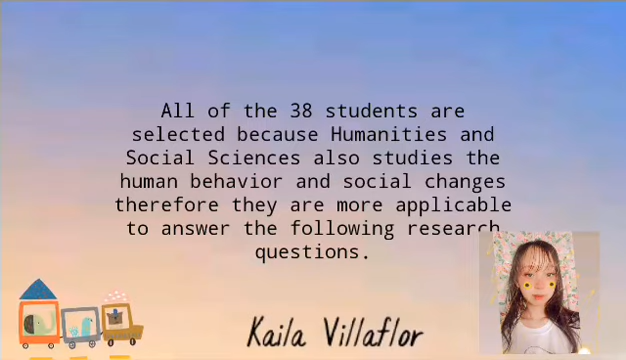 All of the 38 students are
selected because Humanities and
Social Sciences also studies the
human behavior and social changes
therefore they are more applicable
to answer the following research
questions.
Kaila Villaflor